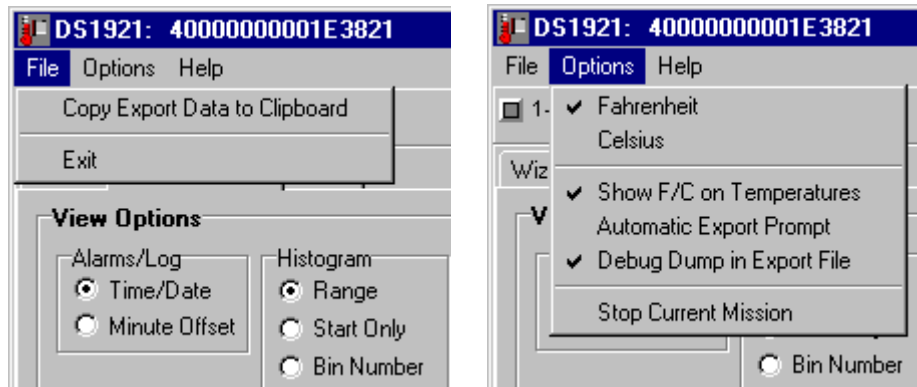 DS1921: 40000000001E3821
File Options Help
Copy Export Data to Clipboard
Exit
View Options
Alarms/Log
Time/Date
Minute Offset
Histogram
Range
Start Only
Bin Number
DS1921: 40000000001E3821
File Options Help
1-
Fahrenheit
Celsius
Wiz
Show F/C on Temperatures
V
Automatic Export Prompt
Debug Dump in Export File
Stop Current Mission
Bin Number